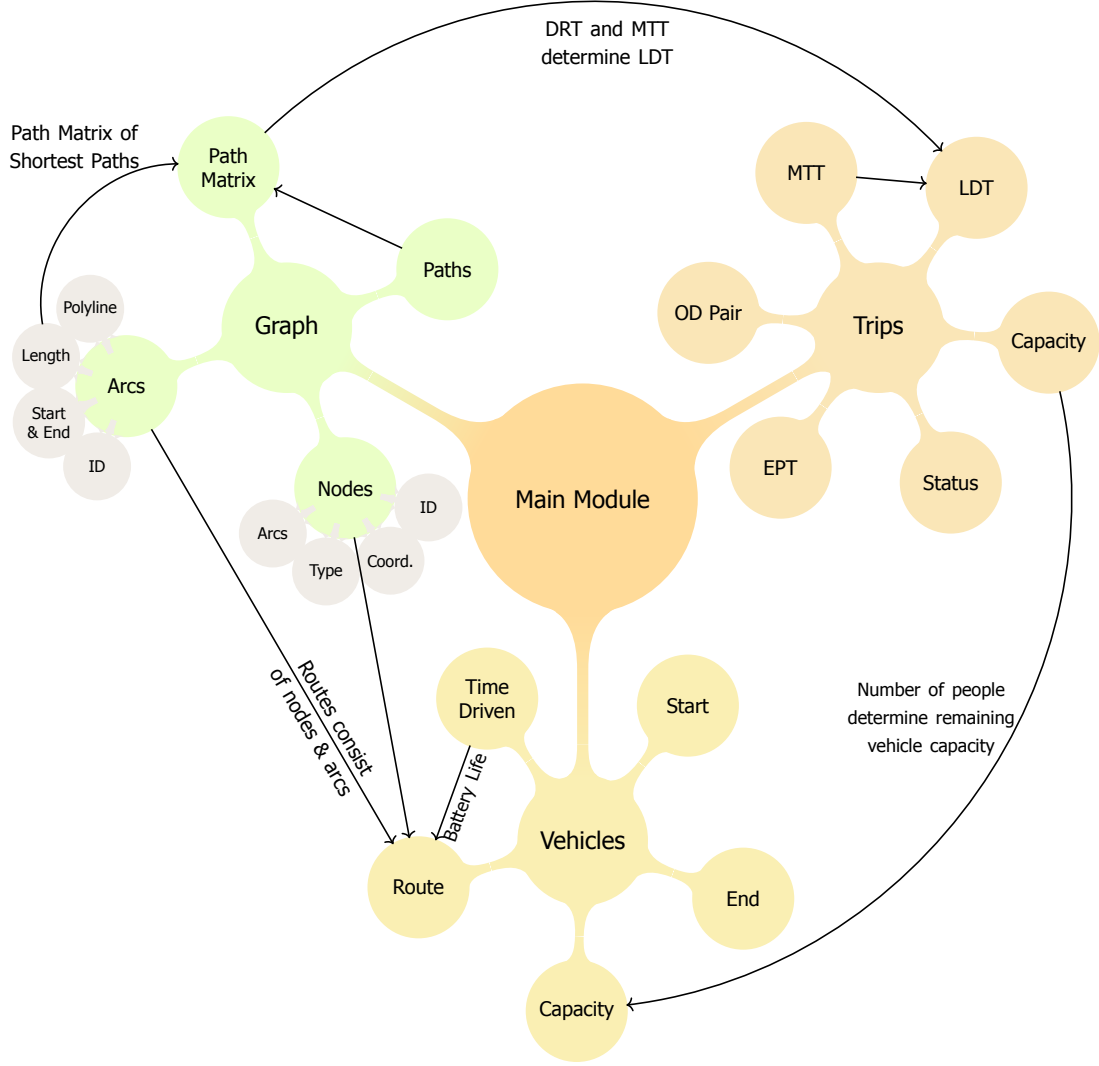 DRT and MTT
determine LDT
Path Matrix of
Shortest Paths
Path
Matrix
Paths
Graph
Polyline
Length
Arcs
Start
& End
ID
Nodes
ID
Arcs
Type
Coord.
MTT
LDT
OD Pair
Trips
Capacity
EPT
Status
Main Module
Routes consist
of nodes & arcs
Time
Driven
Start
Battery Life
Number of people
determine remaining
vehicle capacity
Vehicles
Route
End
Capacity